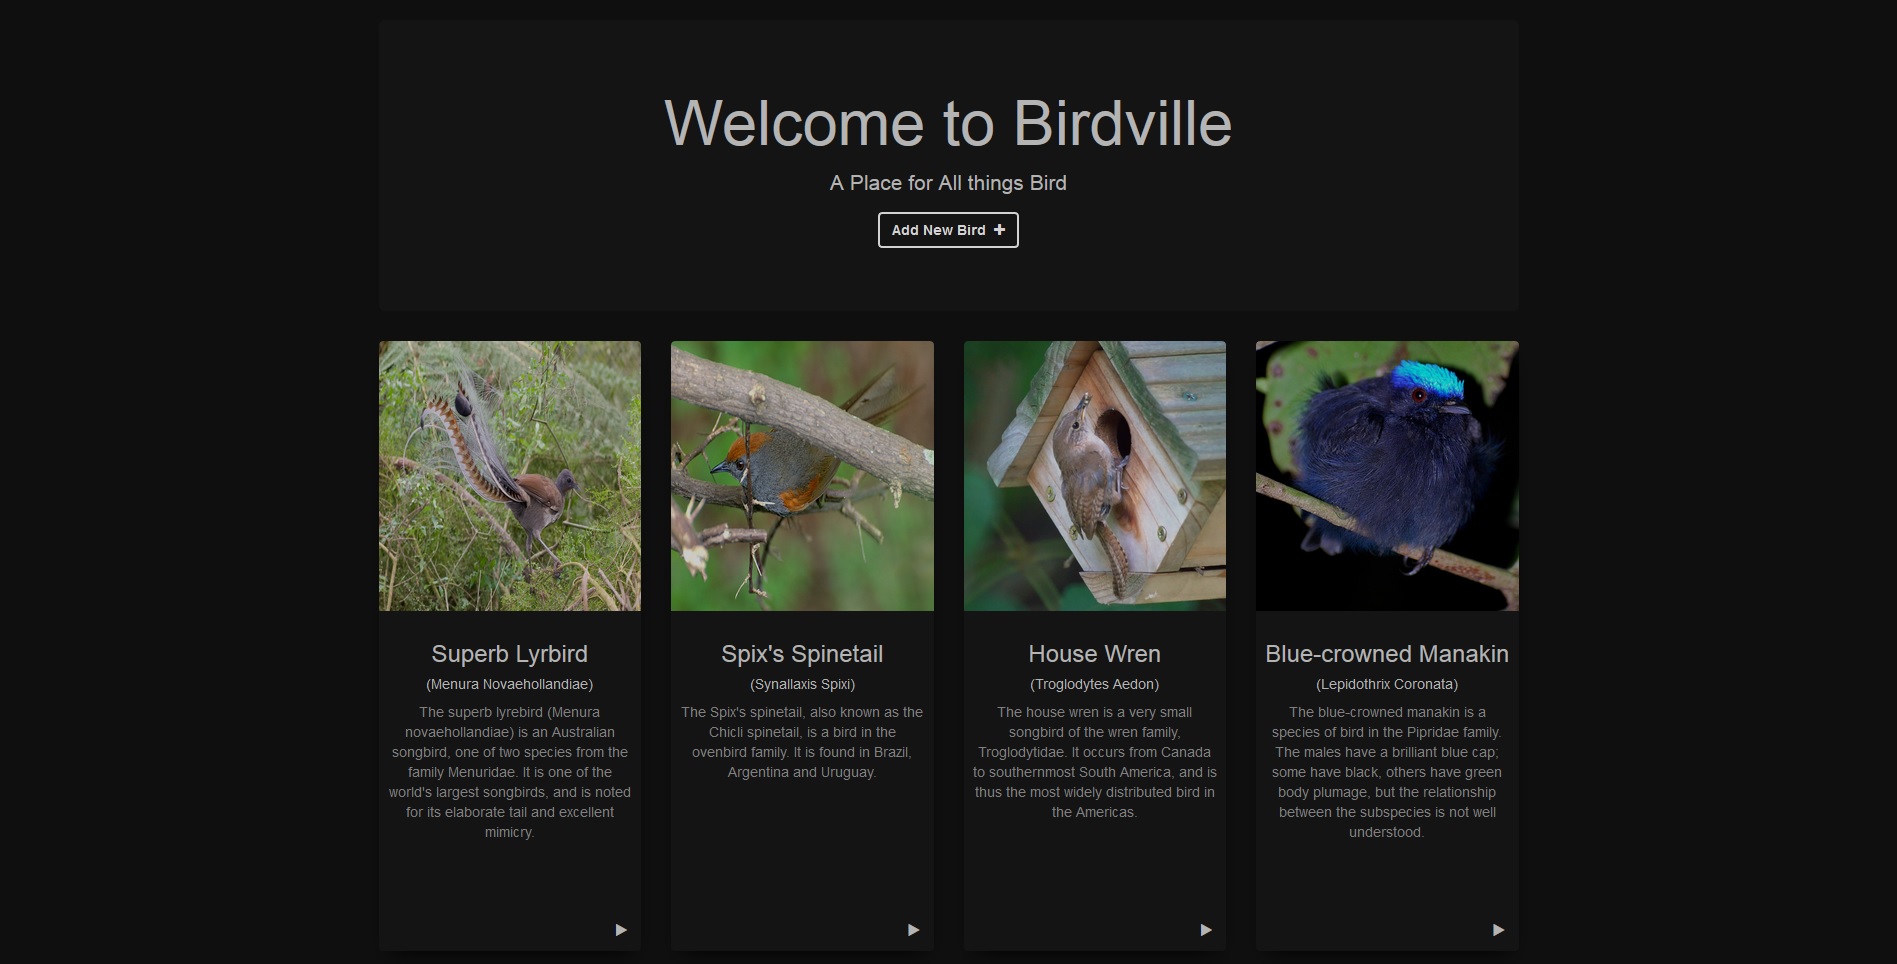 Welcome to Birdville
A Place for All things Bird
Add New Bird
Superb Lyrbird
(Menura Novaehollandiae)
The superb lyrebird (Menura
novaehollandiae) is an Australian
songbird, one of two species from the
family Menuridae. It is one of the
world's largest songbirds, and is noted
for its elaborate tail and excellent
mimicry.
Spix's Spinetail
(Synallaxis Spixi)
The Spix's spinetail, also known as the
Chicli spinetail, is a bird in the
ovenbird family. It is found in Brazil,
Argentina and Uruguay.
House Wren
(Troglodytes Aedon)
The house wren is a very small
songbird of the wren family,
Troglodytidae. It occurs from Canada
to southernmost South America, and is
thus the most widely distributed bird in
the Americas.
Blue-crowned Manakin
(Lepidothrix Coronata)
The blue-crowned manakin is a
species of bird in the Pipridae family.
The males have a brilliant blue cap;
some have black, others have green
body plumage, but the relationship
between the subspecies is not well
understood.